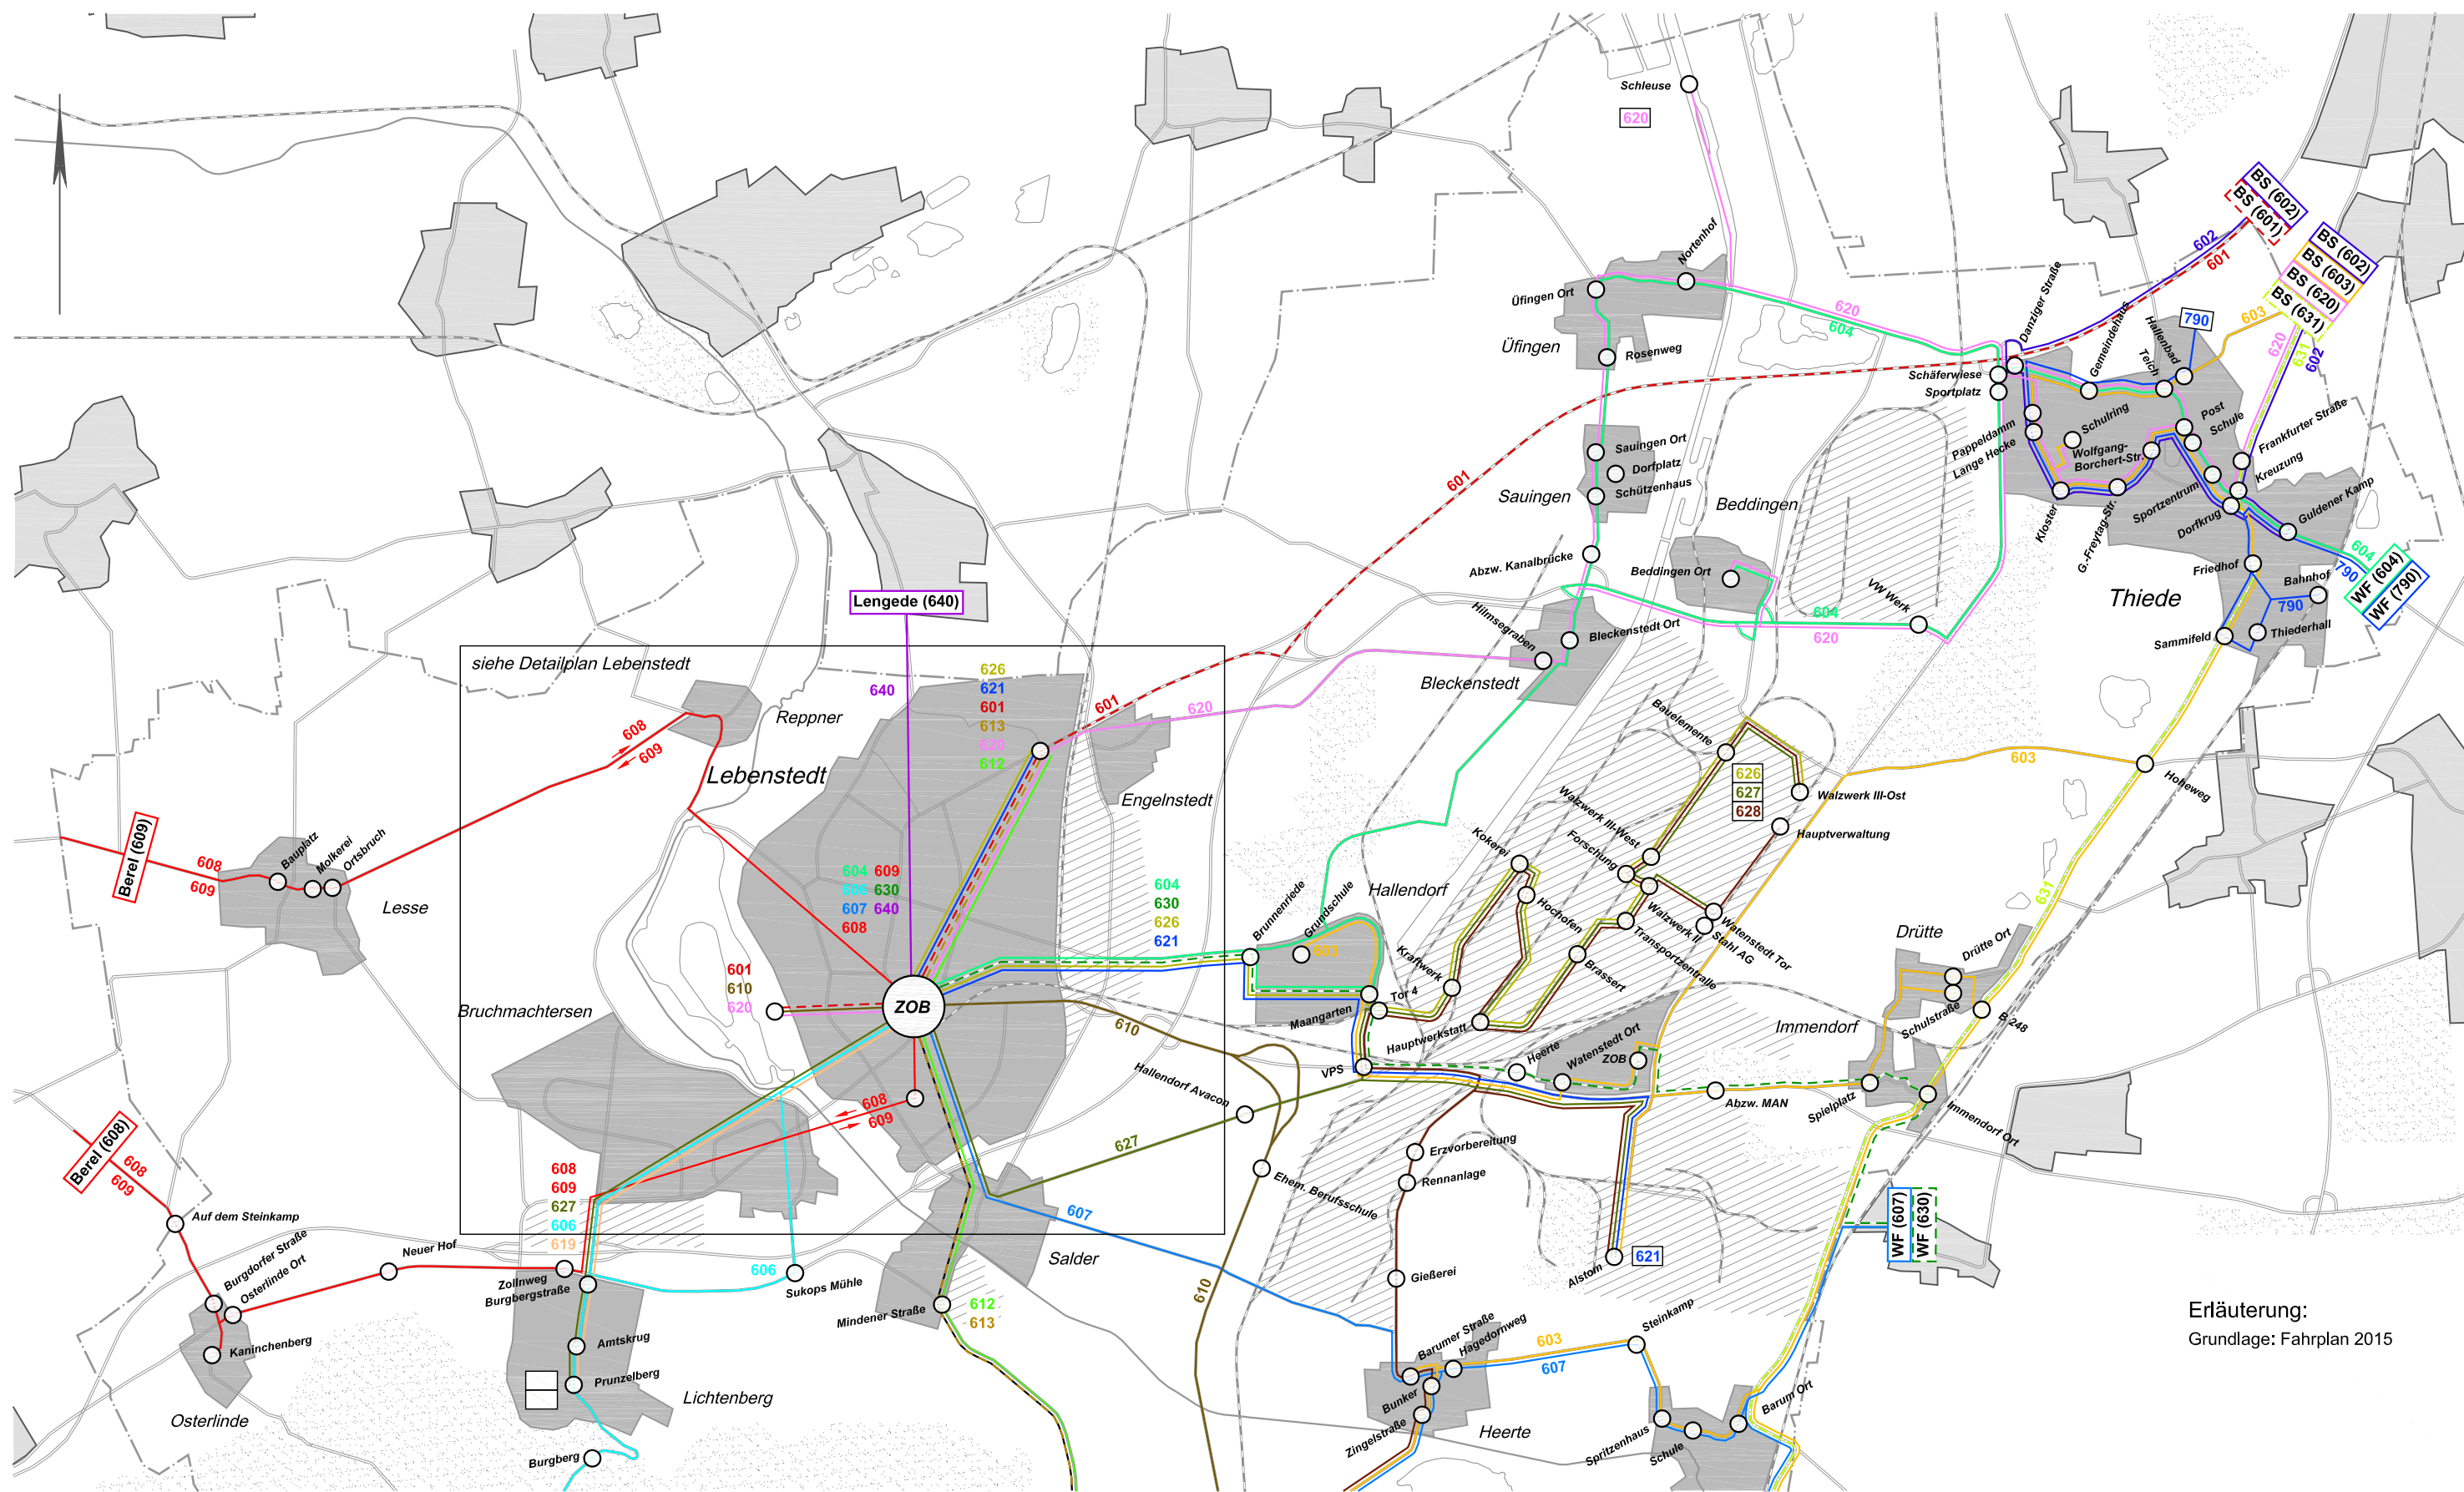 Schleuse
620
BS (602)
BS (601)
602
601
BS (602)
BS (603)
BS (620)
BS (631)
Nortenhof
Üfingen Ort
620
604
Danziger Straße
Gemeindehaus
Hallenbad
Teich
790
603
620
631
602
Üfingen
Rosenweg
Schäferwiese
Sportplatz
Pappeldamm
Lange Hecke
Schulring
Wolfgang-
Borchert-Str.
Post
Schule
Frankfurter Straße
Kreuzung
601
Sauingen Ort
Dorfplatz
Schützenhaus
Sauingen
Beddingen
Kloster
G.-Freytag-Str.
Sportzentrum
Dorfkrug
Guldener Kamp
604
790
WF (604)
WF (790)
Abzw. Kanalbrücke
Beddingen Ort
VW Werk
Friedhof
Bahnhof
790
Thiede
Sammifeld
Thiederhall
Lengede (640)
Hilmsegraben
Bleckenstedt Ort
604
620
Bleckenstedt
siehe Detailplan Lebenstedt
640
626
621
601
613
620
612
601
620
Reppner
608
609
Lebenstedt
Engelnstedt
Bauelemente
626
627
628
Walzwerk III-Ost
Hauptverwaltung
603
Hoheweg
Berel (609)
608
609
Bauplatz
Molkerei
Ortsbruch
Lesse
604 609
606 630
607 640
608
604
630
626
621
Brunnenriede
Grundschule
603
Hallendorf
Kokerei
Walzwerk III-West
Forschung
Hochofen
Walzwerk II
Transportzentralle
Watenstedt Tor
Stahl AG
Brassert
Kraftwerk
631
Drütte
Drütte Ort
Schulstraße
B 248
601
610
620
ZOB
Bruchmachtersen
610
Maangarten
Tor 4
Hauptwerkstatt
VPS
Heerte
Watenstedt Ort
ZOB
Immendorf
Abzw. MAN
Spielplatz
Immendorf Ort
Hallendorf Avacon
608
609
627
Erzvorbereitung
Rennanlage
Ehem. Berufsschule
Berel (608)
608
609
608
609
627
606
619
607
WF (607)
WF (630)
Auf dem Steinkamp
Burgdorfer Straße
Osterlinde Ort
Neuer Hof
Zollnweg
Burgbergstraße
606
Sukops Mühle
Salder
610
Gießerei
Alstom
621
Mindener Straße
612
613
Kaninchenberg
Amtskrug
Prunzelberg
Lichtenberg
Osterlinde
Burgberg
Barumer Straße
Hagedornweg
603
607
Steinkamp
Bunker
Zingelstraße
Heerte
Spritzenhaus
Schule
Barum Ort
Erläuterung:
Grundlage: Fahrplan 2015